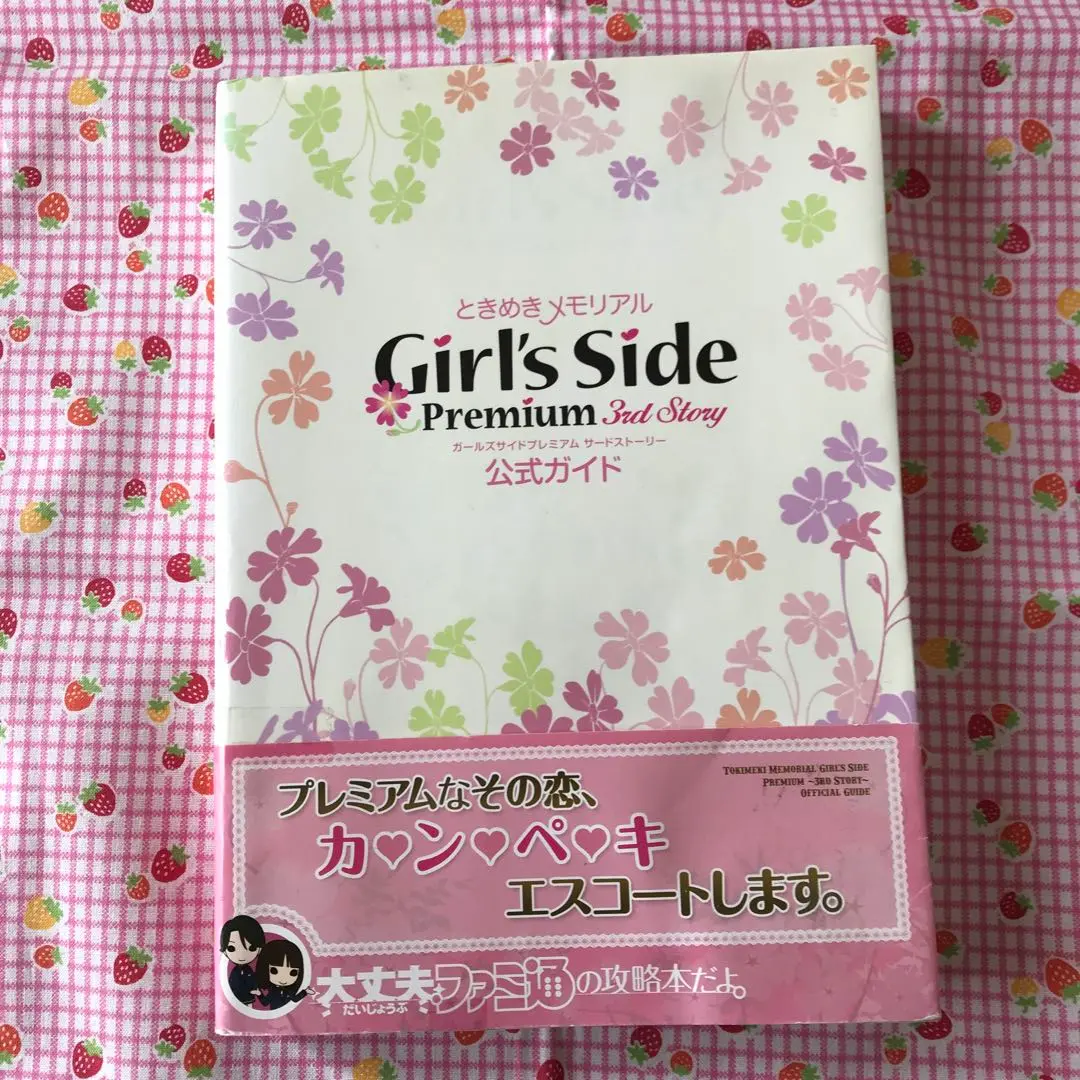 ときめきメモリアル
Girl's Side
Premium 3rd Story
ガールズサイドプレミアム サードストーリー
公式ガイド
TOKIMEKI MEMORIAL GIRL'S SIDE
PREMIUM ~3RD STORY~
OFFICIAL GUIDE
プレミアムなその恋、
カ♥ン♥ペ♥キ
エスコートします。
大丈夫 ファミ通の攻略本だよ。
だいじょうぶ